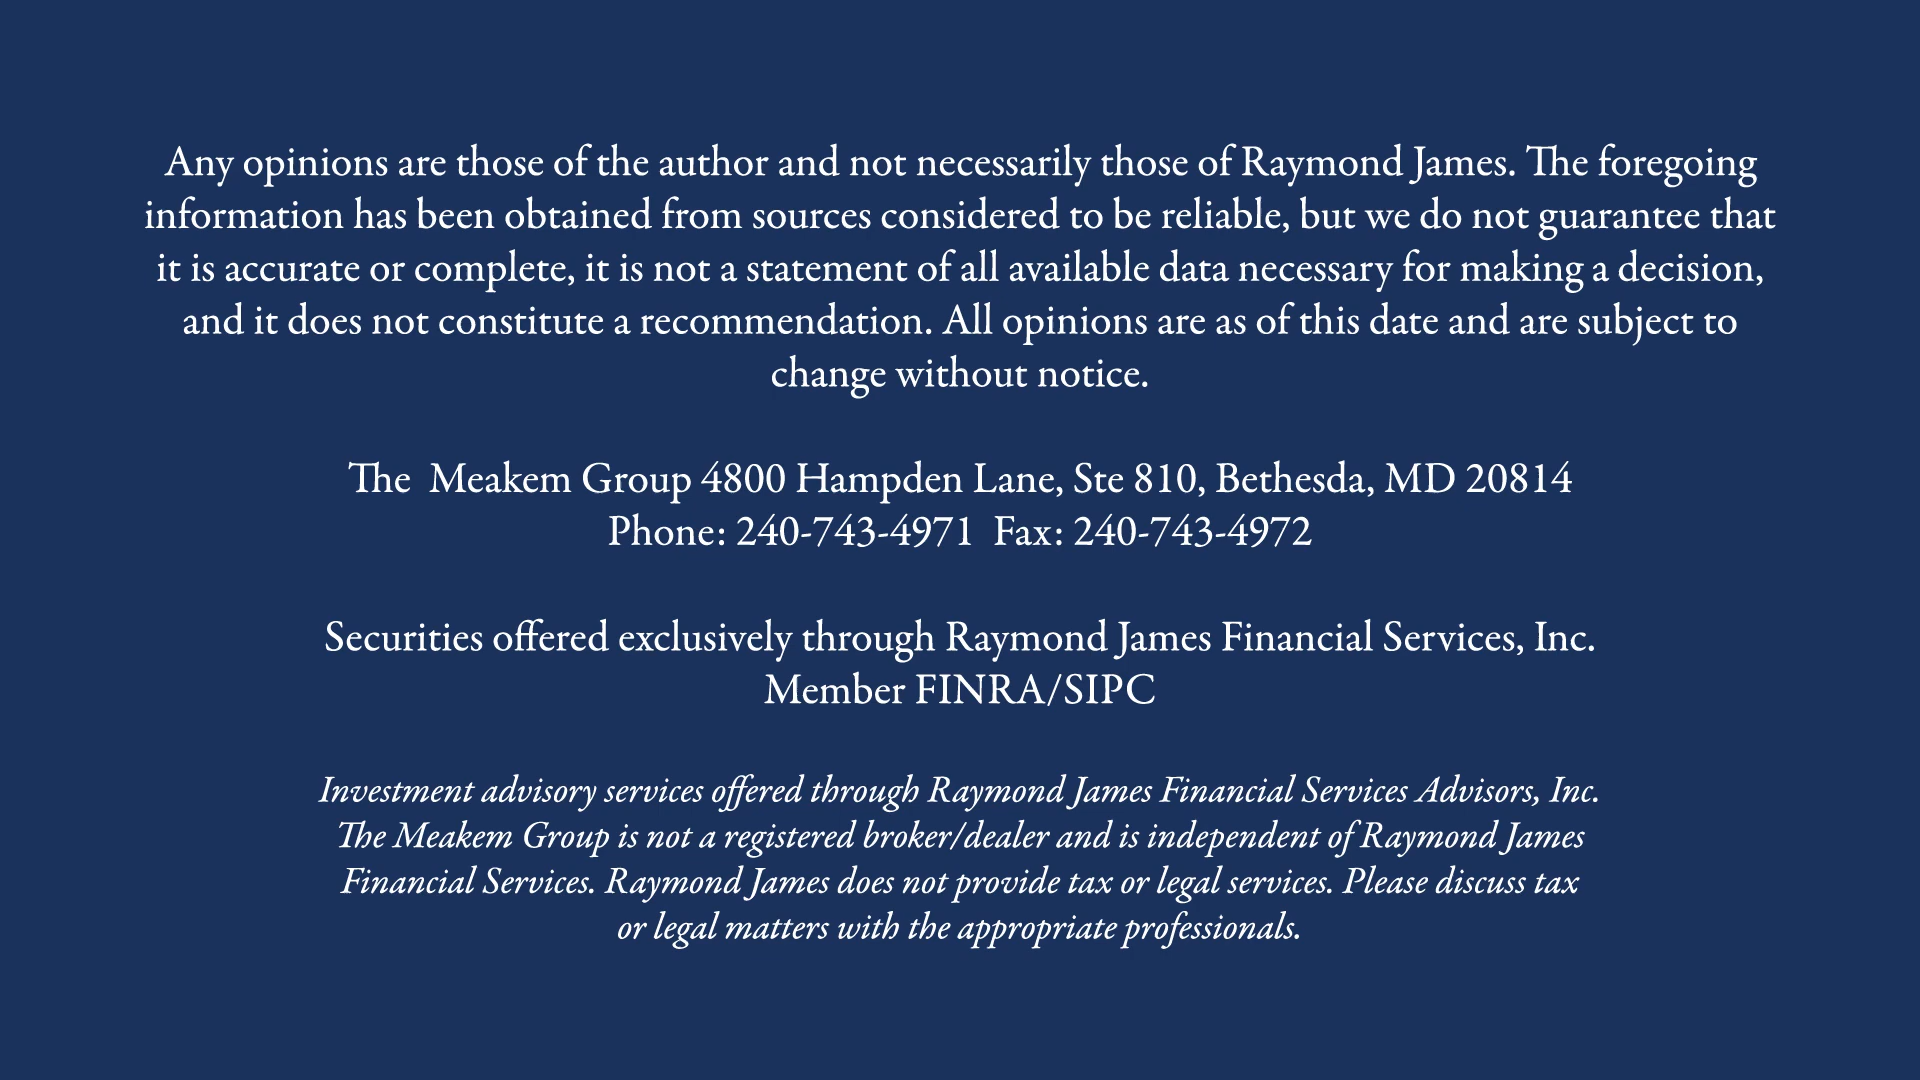 Any opinions are those of the author and not necessarily those of Raymond James. The foregoing
information has been obtained from sources considered to be reliable, but we do not guarantee that
it is accurate or complete, it is not a statement of all available data necessary for making a decision,
and it does not constitute a recommendation. All opinions are as of this date and are subject to
change without notice.
The Meakem Group 4800 Hampden Lane, Ste 810, Bethesda, MD 20814
Phone: 240-743-4971 Fax: 240-743-4972
Securities offered exclusively through Raymond James Financial Services, Inc.
Member FINRA/SIPC
Investment advisory services offered through Raymond James Financial Services Advisors, Inc.
The Meakem Group is not a registered broker/dealer and is independent of Raymond James
Financial Services. Raymond James does not provide tax or legal services. Please discuss tax
or legal matters with the appropriate professionals.